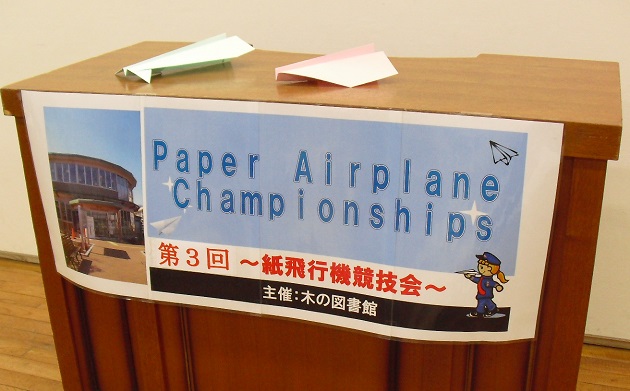 Paper Airplane
Championships
第３回 ～紙飛行機競技会～
主催：木の図書館